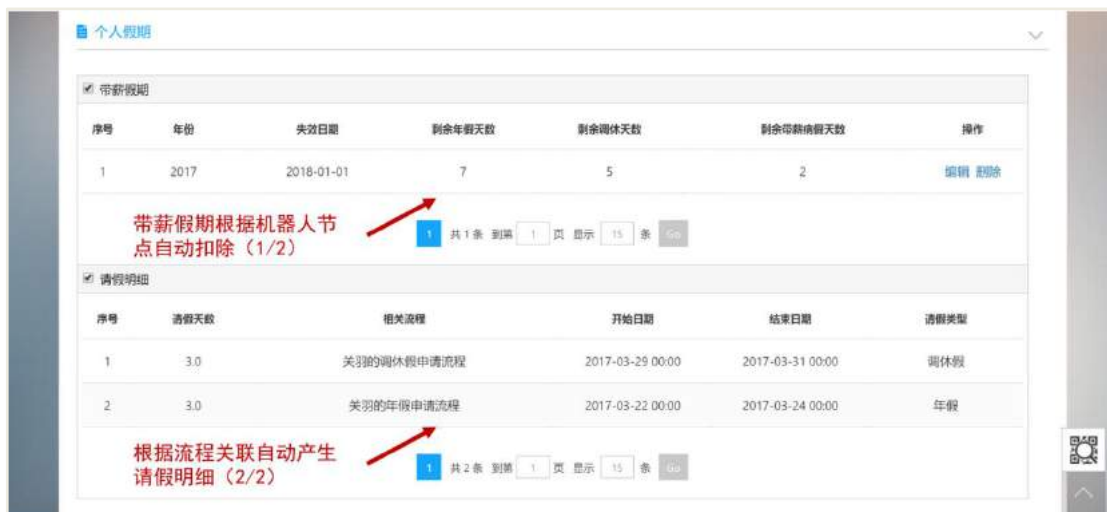 个人假期
带薪假期
序号 年份 失效日期 剩余年假天数 剩余调休天数 剩余带薪病假天数 操作
1 2017 2018-01-01 7 5 2 编辑 删除
带薪假期根据机器人节
点自动扣除（1/2）
1 共1条 到第 1 页 显示 15 条 Go
请假明细
序号 请假天数 相关流程 开始日期 结束日期 请假类型
1 3.0 关羽的调休假申请流程 2017-03-29 00:00 2017-03-31 00:00 调休假
2 3.0 关羽的年假申请流程 2017-03-22 00:00 2017-03-24 00:00 年假
根据流程关联自动产生
请假明细（2/2）
1 共2条 到第 1 页 显示 15 条 Go